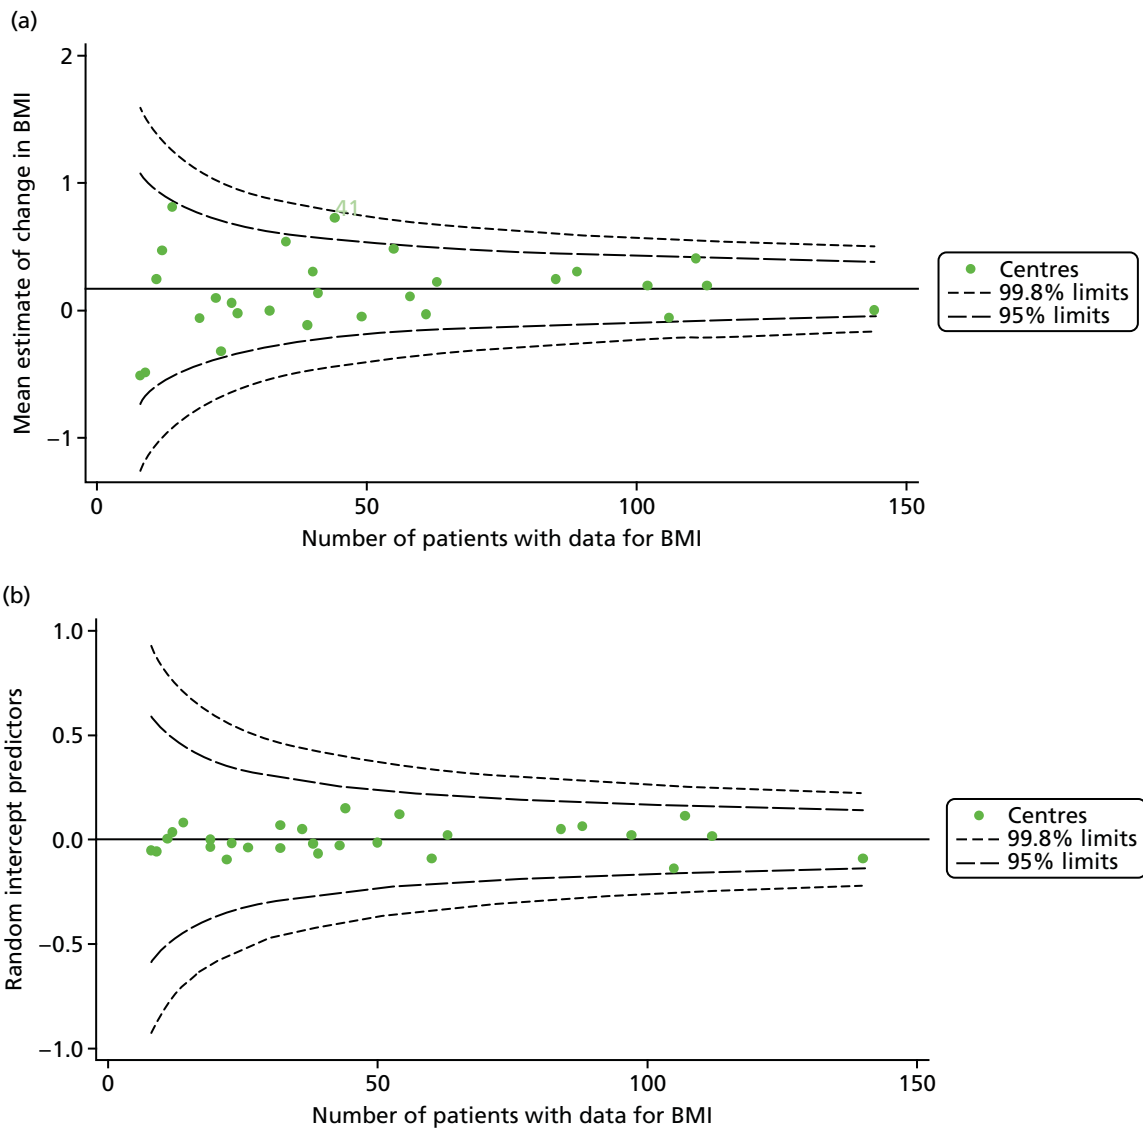 (a)
2
1
0
−1
Mean estimate of change in BMI
41
0
50
100
150
Number of patients with data for BMI
Centres
99.8% limits
95% limits
(b)
1.0
0.5
0.0
−0.5
−1.0
Random intercept predictors
0
50
100
150
Number of patients with data for BMI
Centres
99.8% limits
95% limits